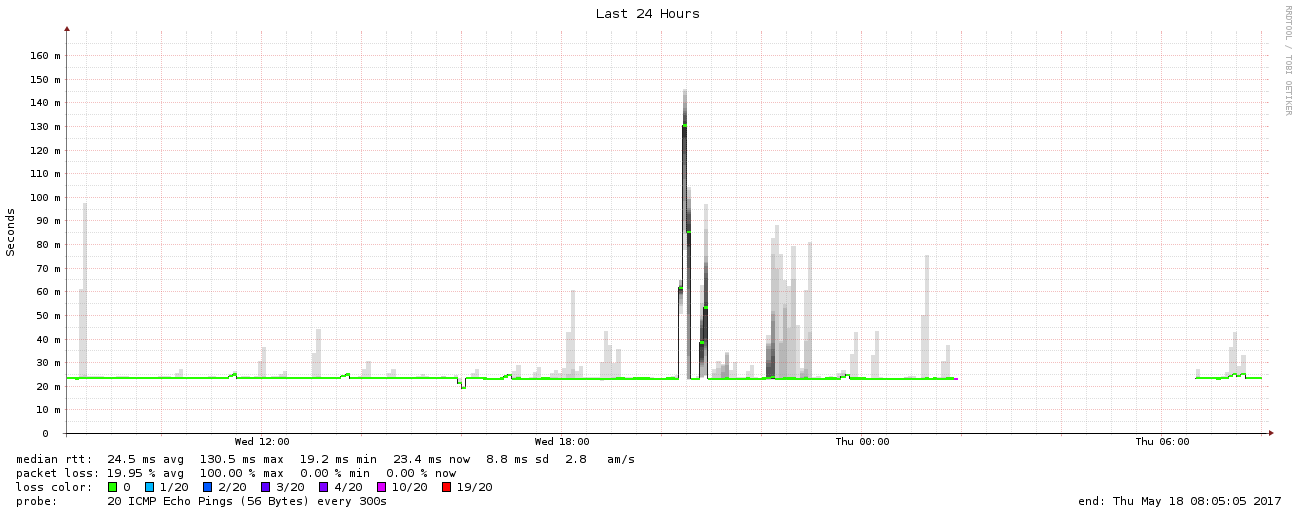 Last 24 Hours
RRDTOOL / TOBI OETIKER
Seconds
160 m
150 m
140 m
130 m
120 m
110 m
100 m
90 m
80 m
70 m
60 m
50 m
40 m
30 m
20 m
10 m
0
Wed 12:00 Wed 18:00 Thu 00:00 Thu 06:00
median rtt: 24.5 ms avg 130.5 ms max 19.2 ms min 23.4 ms now 8.8 ms sd 2.8 am/s
packet loss: 19.95 % avg 100.00 % max 0.00 % min 0.00 % now
loss color: 0 1/20 2/20 3/20 4/20 10/20 19/20
probe: 20 ICMP Echo Pings (56 Bytes) every 300s end: Thu May 18 08:05:05 2017